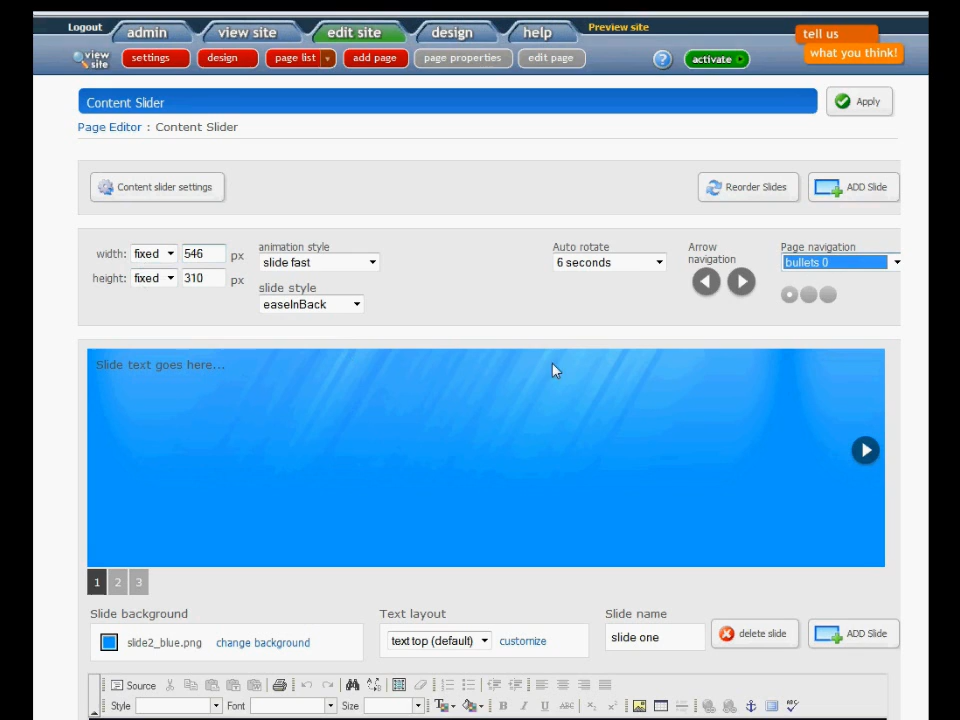 Logout admin view site edit site design help Preview site
tell us
what you think!
view site settings design page list add page page properties edit page ? activate
Content Slider Apply
Page Editor : Content Slider
Content slider settings Reorder Slides ADD Slide
width: fixed 546 px animation style Auto rotate Arrow navigation Page navigation
slide fast 6 seconds bullets 0
height: fixed 310 px
slide style
easeInBack
Slide text goes here...
1 2 3
Slide background Text layout Slide name
slide2_blue.png change background text top (default) customize slide one delete slide ADD Slide
Source
Style Font Size B I U ABC